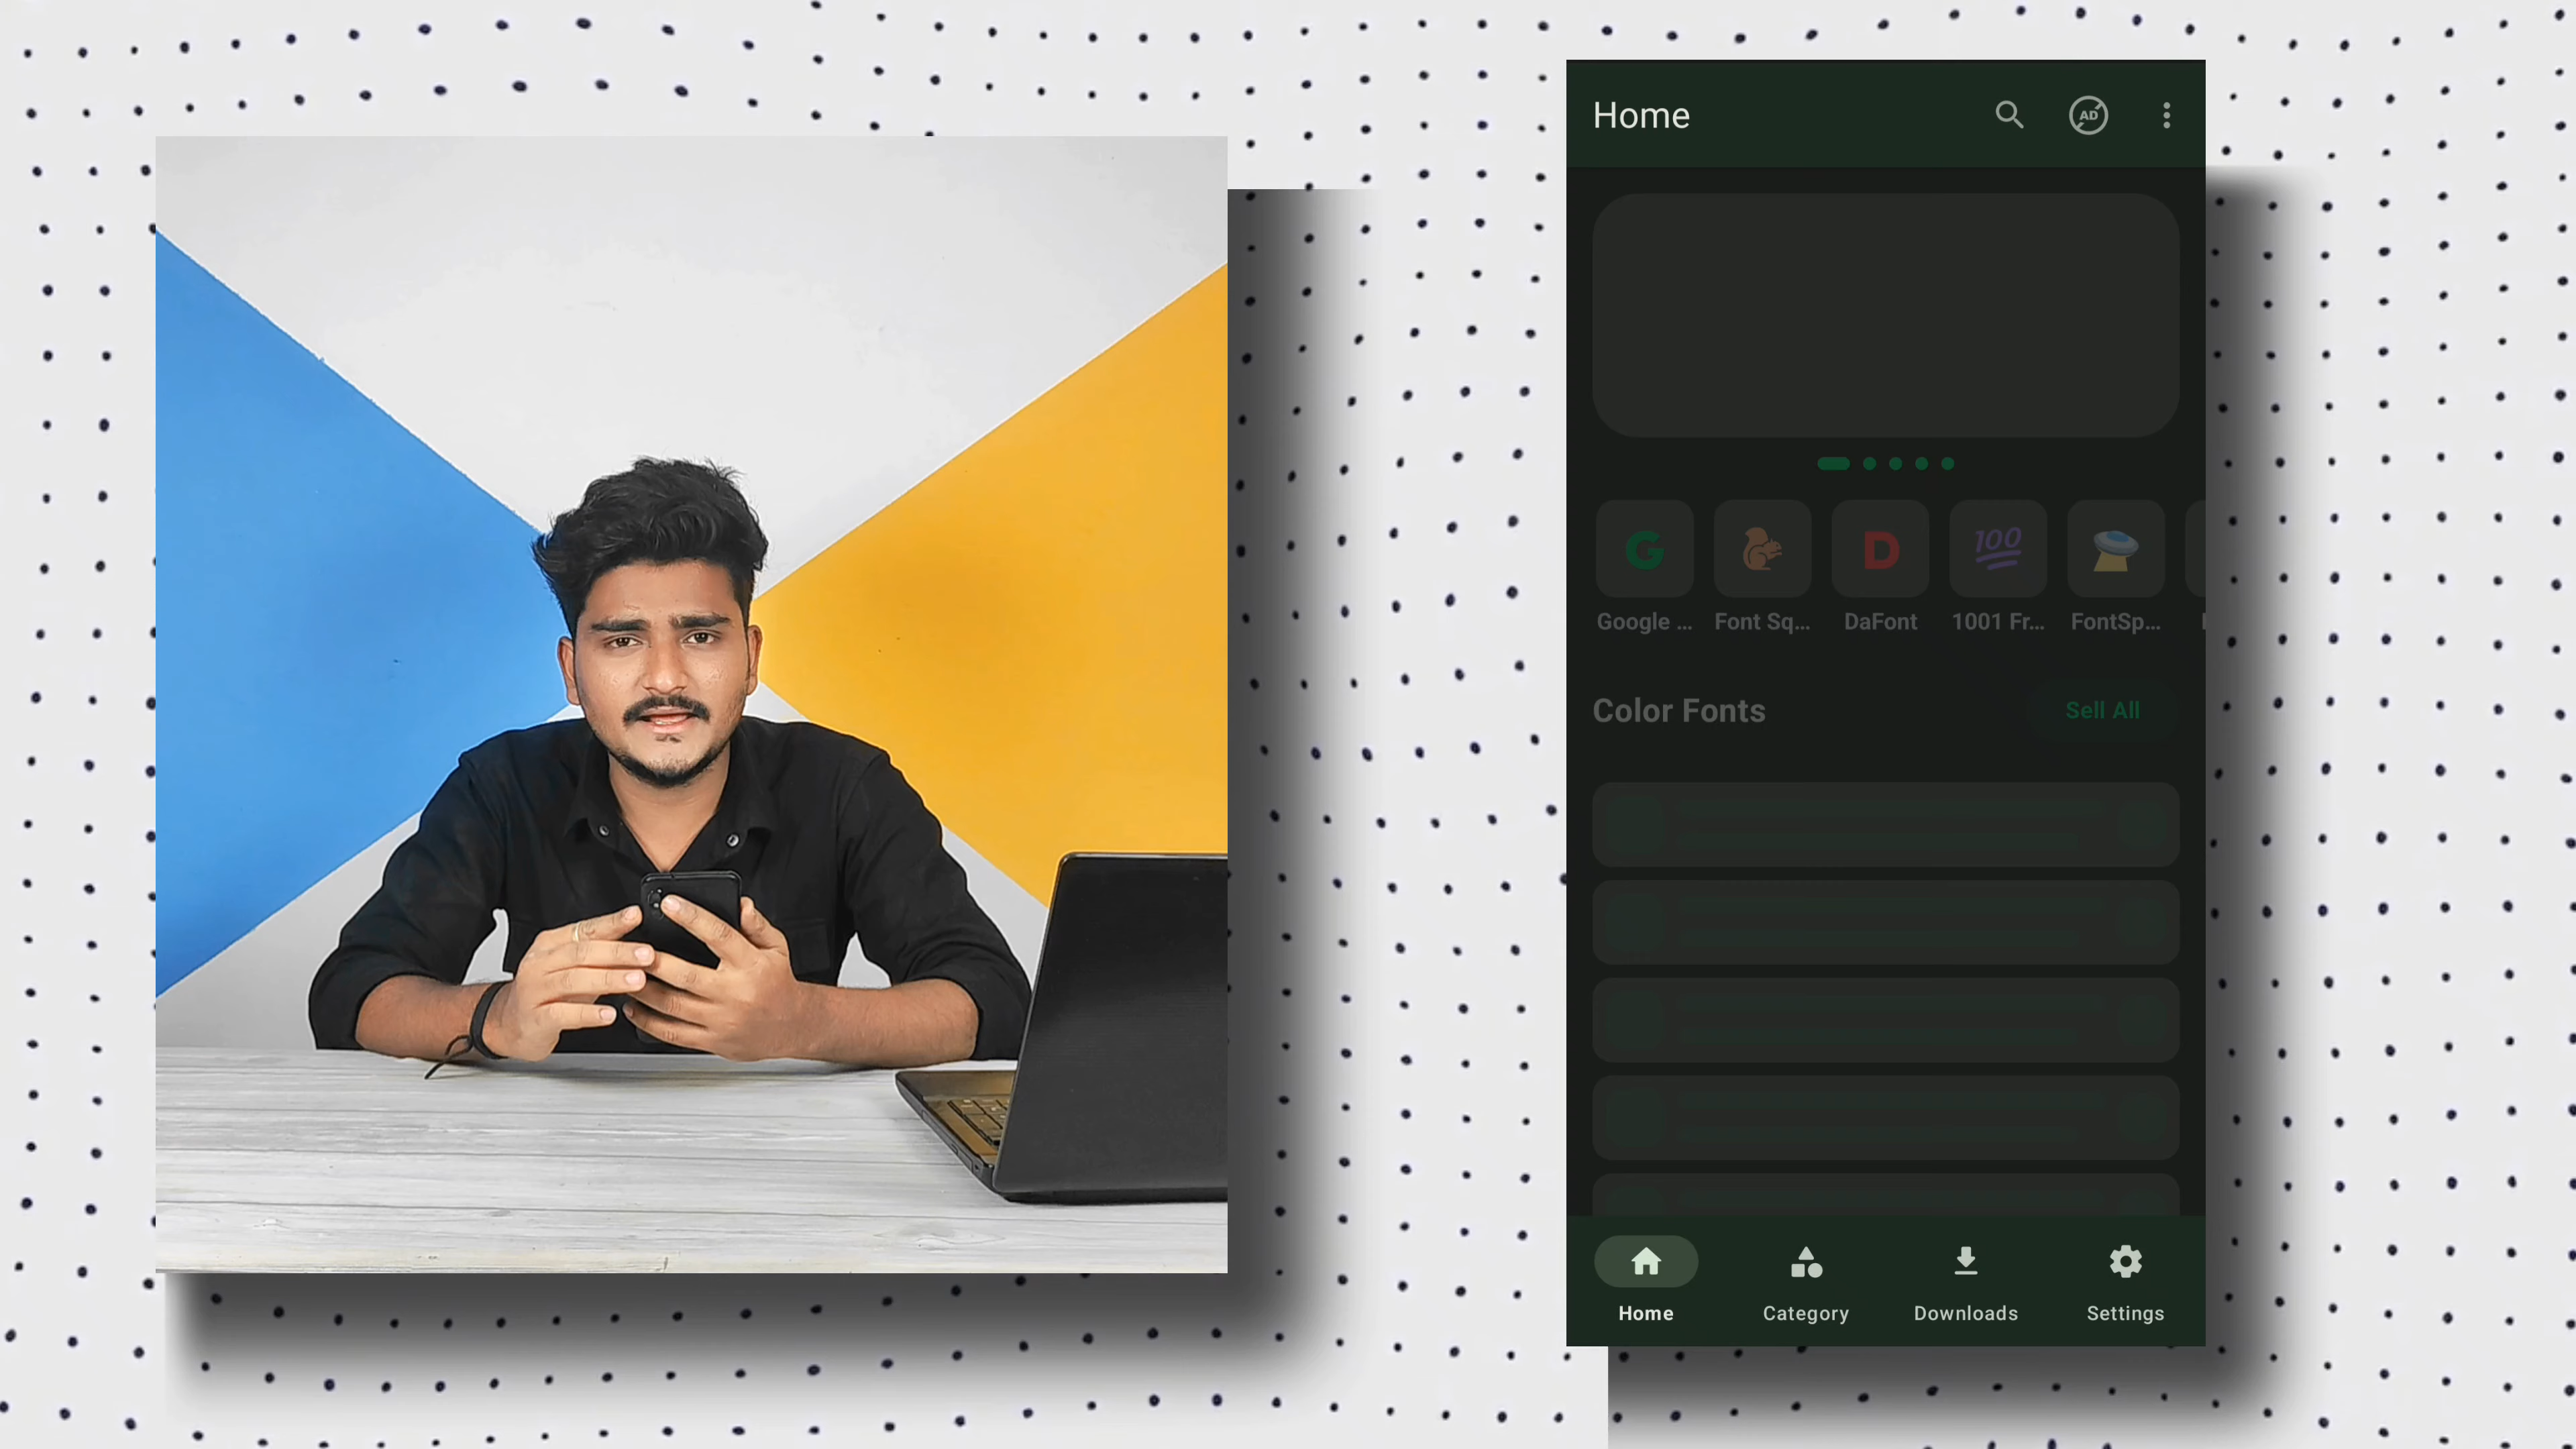 Home
AD
G
D
100
Google ...
Font Sq...
DaFont
1001 Fr...
FontSp...
Color Fonts
Sell All
Home
Category
Downloads
Settings